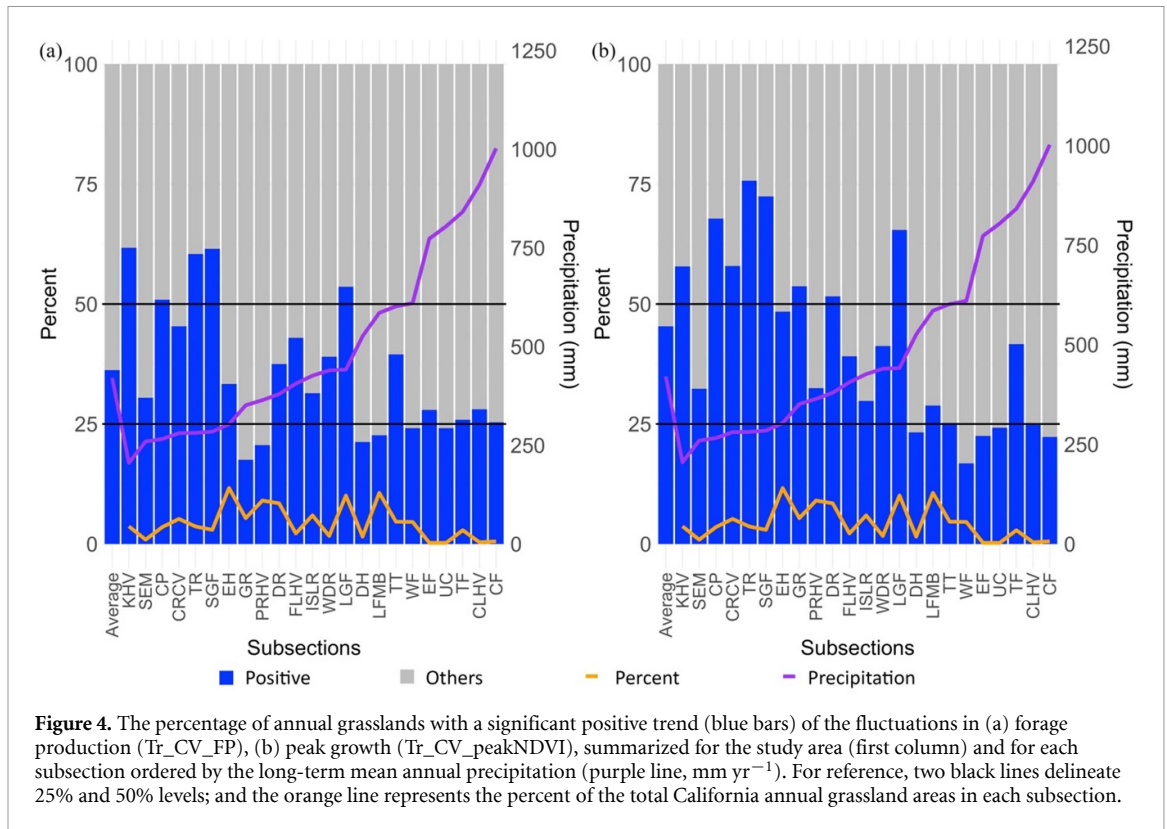 (a)
100
75
50
25
0
Percent
1250
1000
750
500
250
0
Precipitation (mm)
Average
KHV
SEM
CP
CRCV
TR
SGF
EH
GR
PRHV
DR
FLHV
ISLR
WDR
LGF
DH
LFMB
TT
WF
EF
UC
TF
CLHV
CF
Subsections
(b)
100
75
50
25
0
Percent
1250
1000
750
500
250
0
Precipitation (mm)
Average
KHV
SEM
CP
CRCV
TR
SGF
EH
GR
PRHV
DR
FLHV
ISLR
WDR
LGF
DH
LFMB
TT
WF
EF
UC
TF
CLHV
CF
Subsections
Positive Others Percent Precipitation
Figure 4. The percentage of annual grasslands with a significant positive trend (blue bars) of the fluctuations in (a) forage
production (Tr_CV_FP), (b) peak growth (Tr_CV_peakNDVI), summarized for the study area (first column) and for each
subsection ordered by the long-term mean annual precipitation (purple line, mm yr−1). For reference, two black lines delineate
25% and 50% levels; and the orange line represents the percent of the total California annual grassland areas in each subsection.